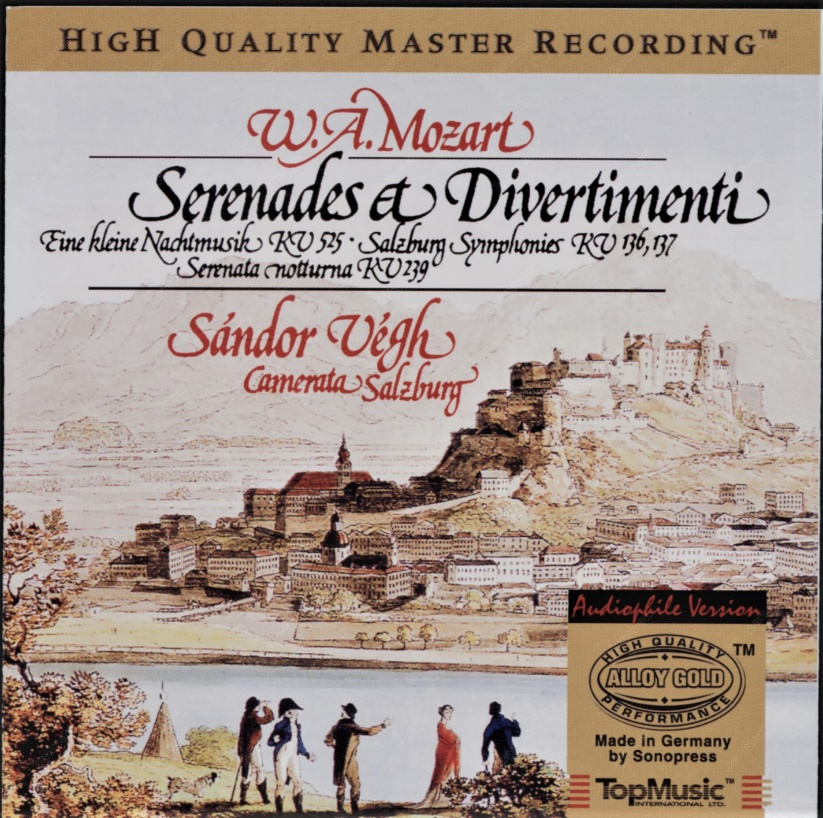 HIGH QUALITY MASTER RECORDING™
W.A. Mozart
Serenades et Divertimenti
Eine kleine Nachtmusik KV 525 · Salzburg Symphonies KV 136, 137
Serenata notturna KV 239
Sándor Végh
Camerata Salzburg
Audiophile Version
HIGH QUALITY TM
ALLOY GOLD
PERFORMANCE
Made in Germany
by Sonopress
TopMusic™
INTERNATIONAL LTD.